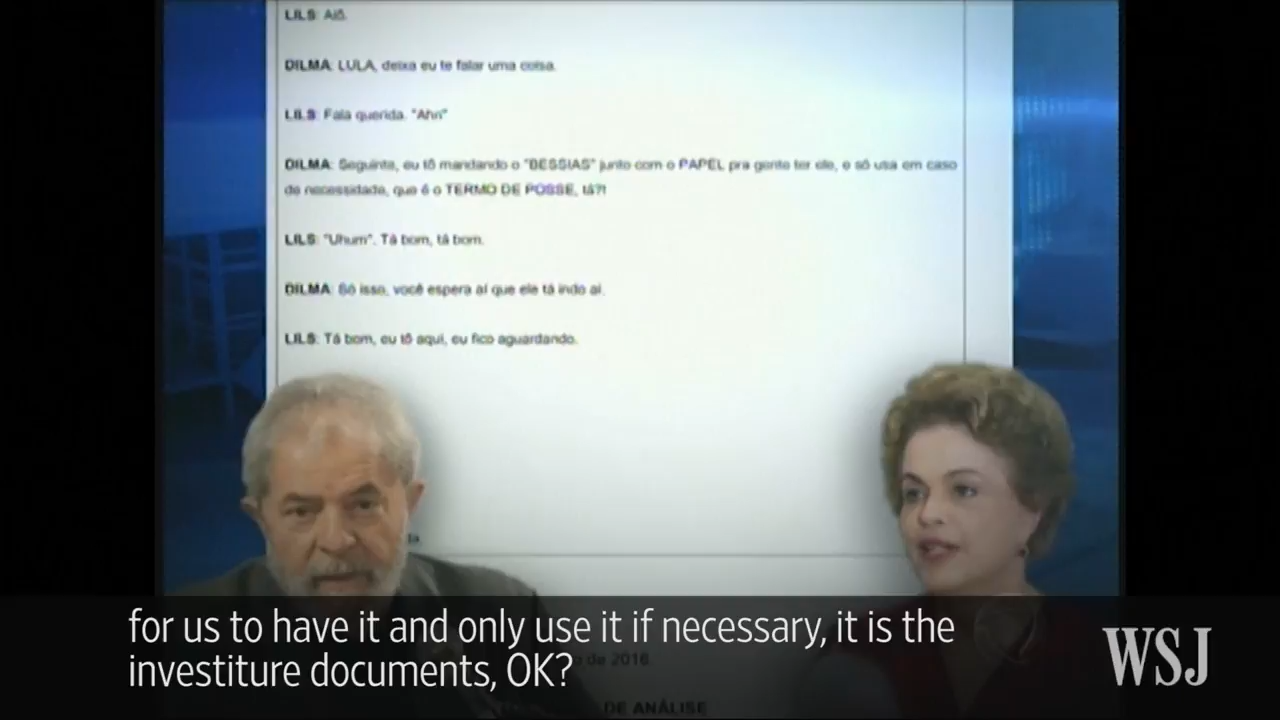 LILS: Alô.
DILMA: LULA, deixa eu te falar uma coisa.
LILS: Fala querida. "Ahn"
DILMA: Seguinte, eu tô mandando o "BESSIAS" junto com o PAPEL pra gente ter ele, e só usa em caso
de necessidade, que é o TERMO DE POSSE, tá?!
LILS: "Uhum". Tá bom, tá bom.
DILMA: Só isso, você espera aí que ele tá indo aí.
LILS: Tá bom, eu tô aqui, eu fico aguardando.
for us to have it and only use it if necessary, it is the
investiture documents, OK?
WSJ
de 2016.
DE ANÁLISE